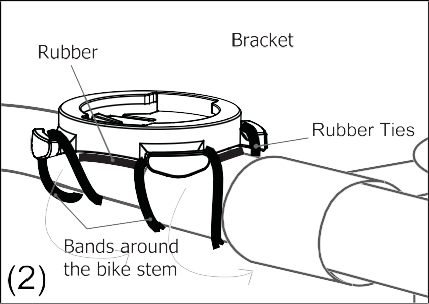 Bracket
Rubber
Rubber Ties
Bands around
the bike stem
(2)